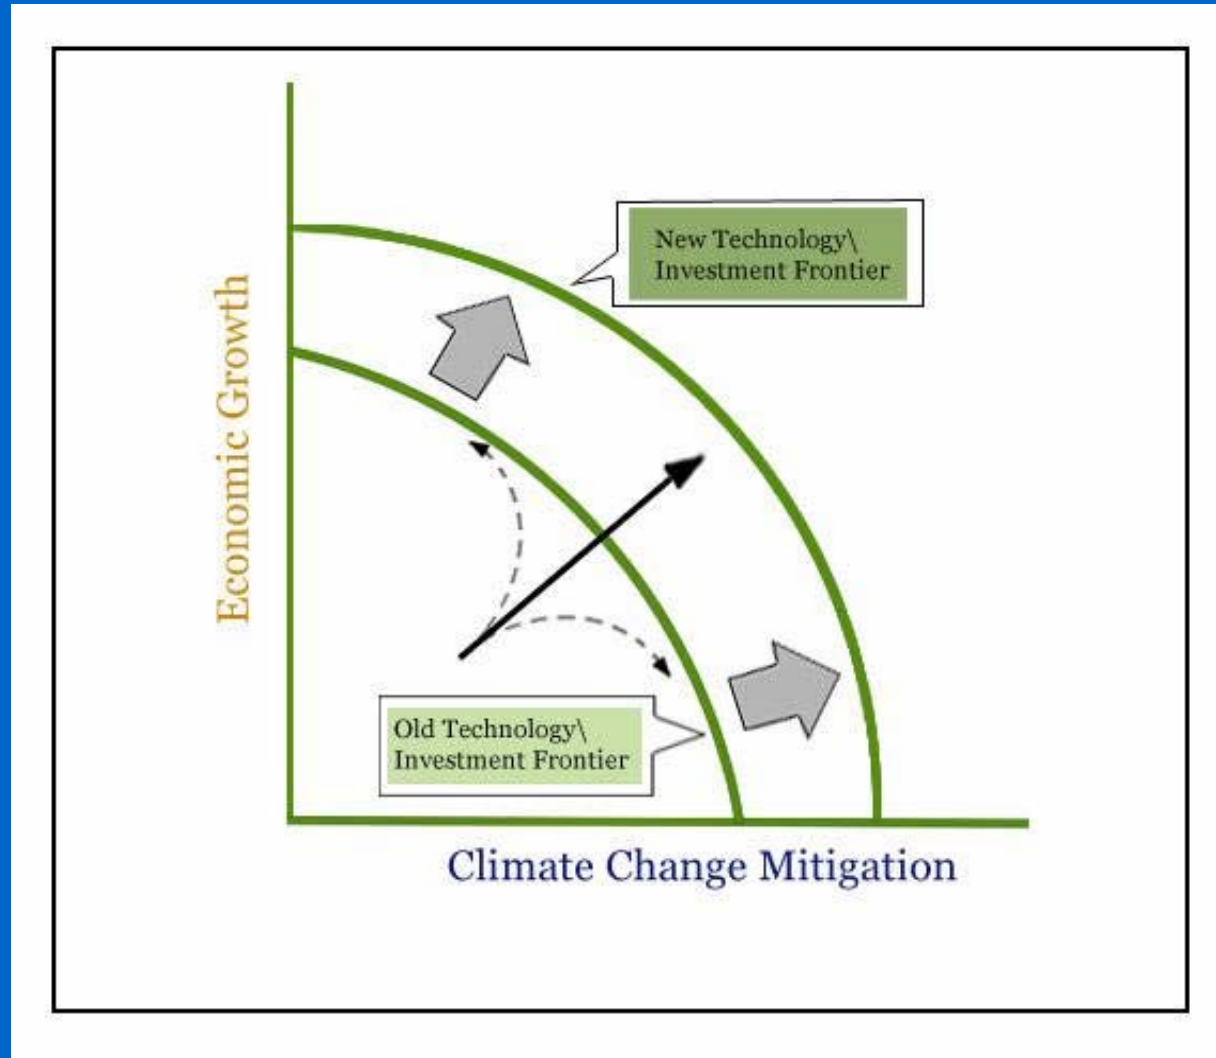 New Technology\
Investment Frontier
Economic Growth
Old Technology\
Investment Frontier
Climate Change Mitigation